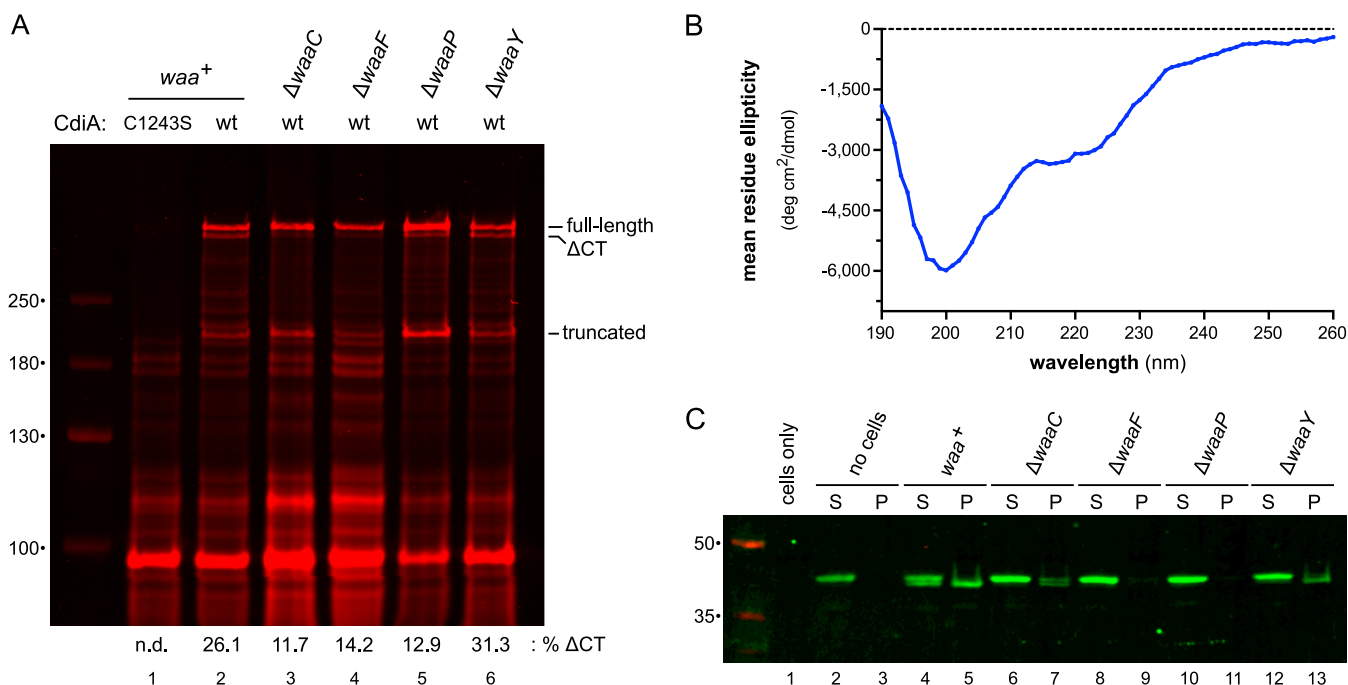 A
waa+
ΔwaaC
ΔwaaF
ΔwaaP
ΔwaaY
CdiA: C1243S wt wt wt wt wt
full-length
ΔCT
250•
truncated
180•
130•
100•
n.d. 26.1 11.7 14.2 12.9 31.3 : % ΔCT
1 2 3 4 5 6
B
mean residue ellipticity
(deg cm²/dmol)
0
-1,500
-3,000
-4,500
-6,000
190 200 210 220 230 240 250 260
wavelength (nm)
C
cells only
no cells
waa+
ΔwaaC
ΔwaaF
ΔwaaP
ΔwaaY
S P S P S P S P S P S P
50•
35•
1 2 3 4 5 6 7 8 9 10 11 12 13